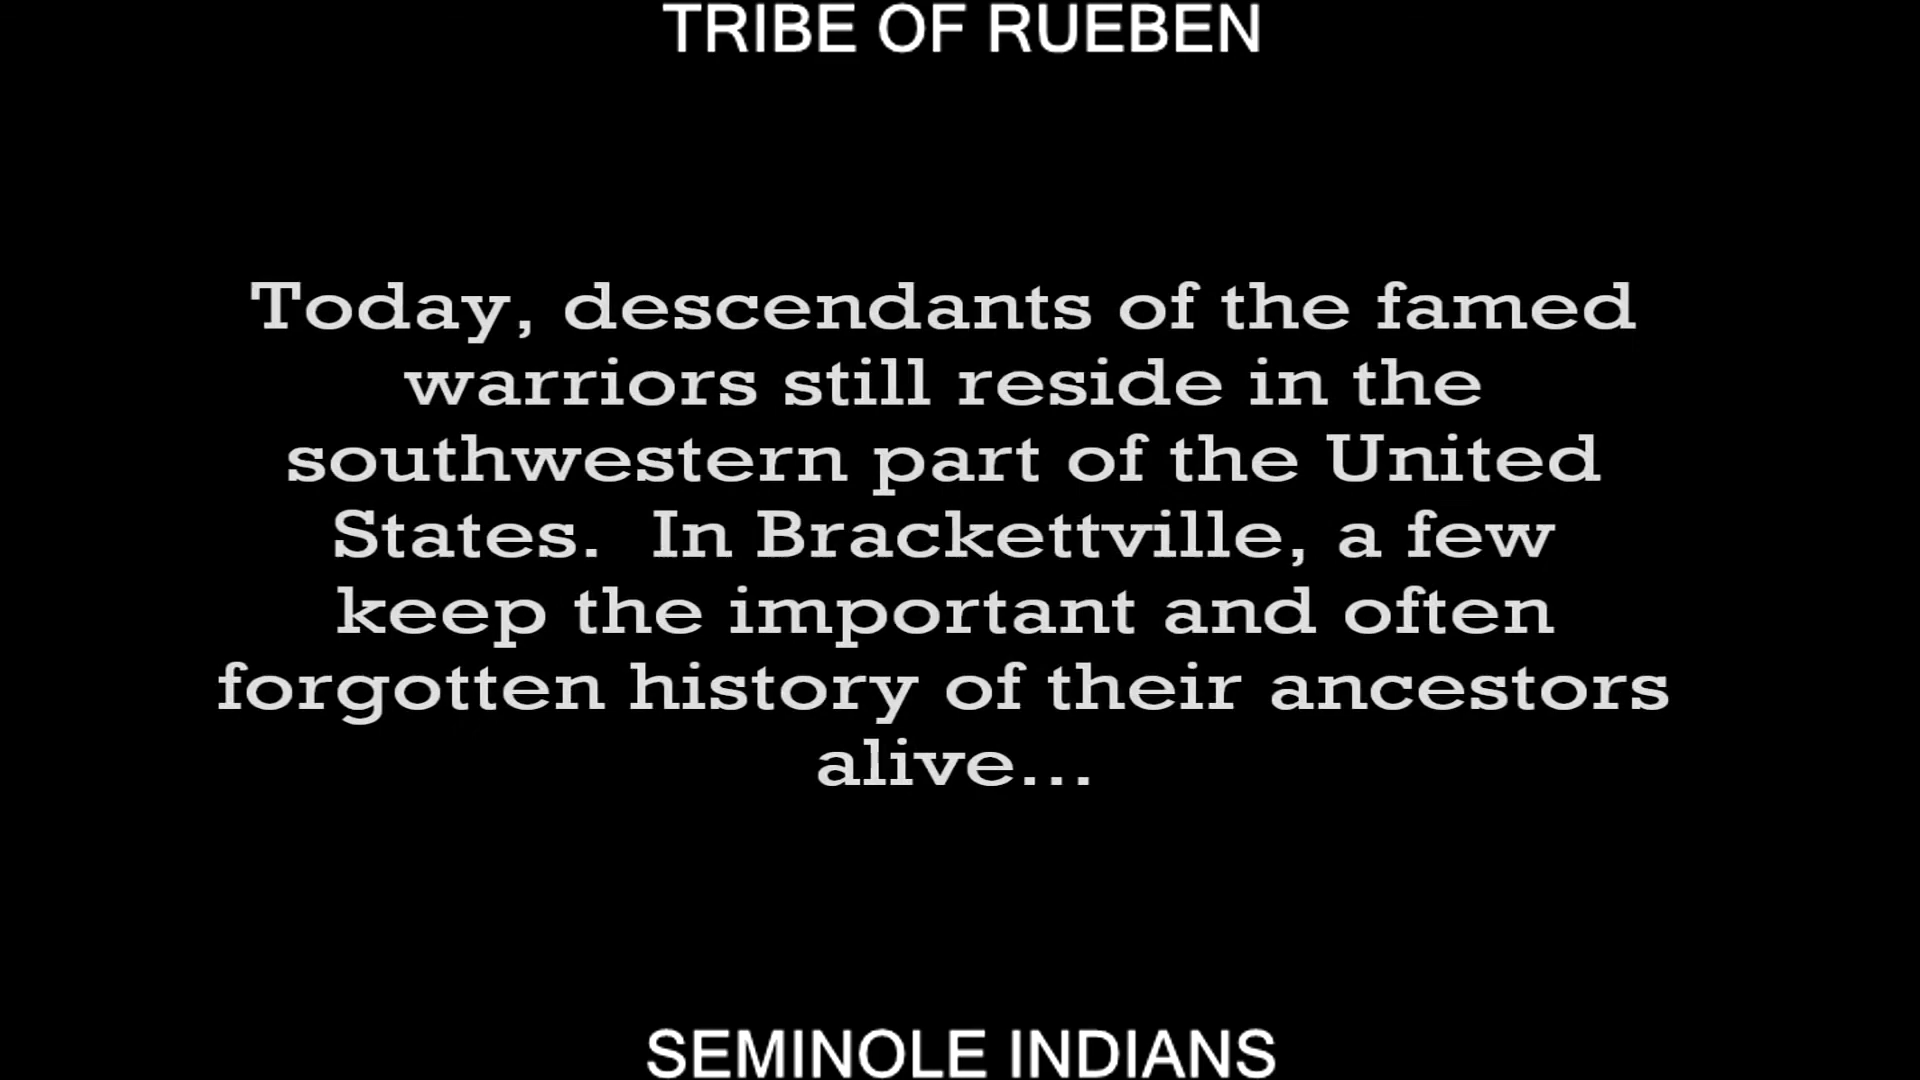 TRIBE OF RUEBEN
Today, descendants of the famed
warriors still reside in the
southwestern part of the United
States.  In Brackettville, a few
keep the important and often
forgotten history of their ancestors
alive...
SEMINOLE INDIANS